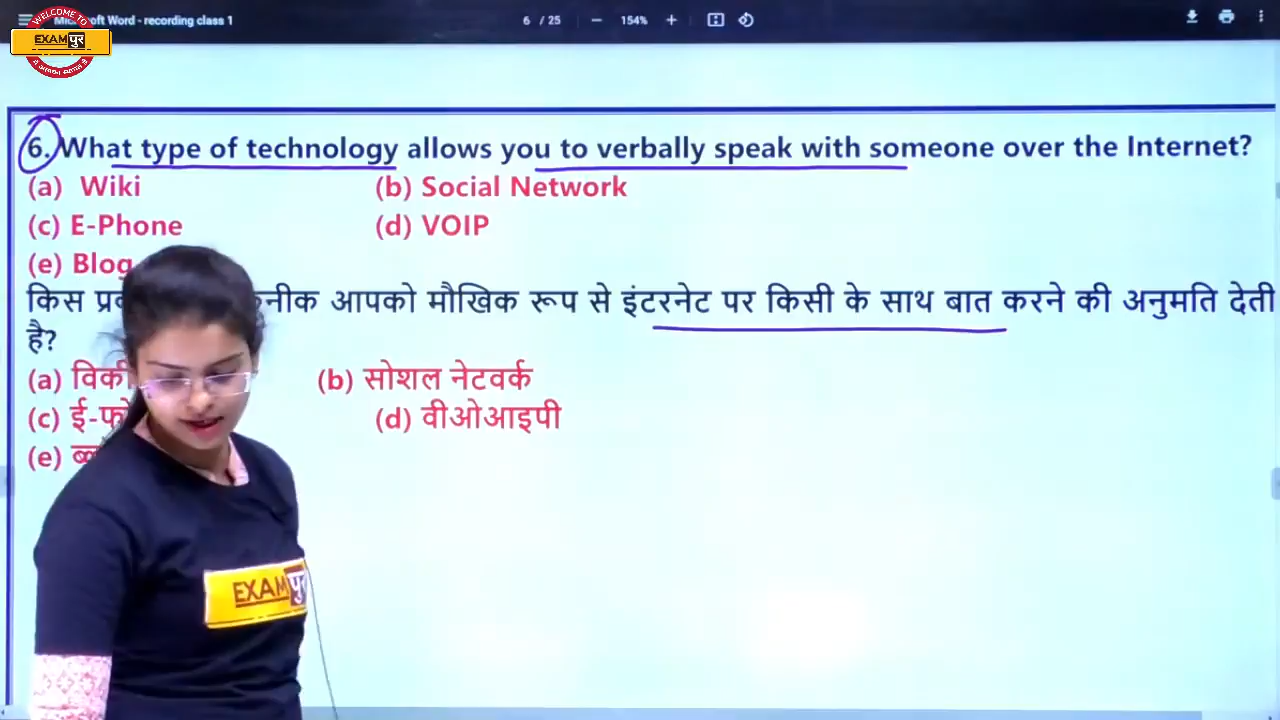 Microsoft Word - recording class 1
6 / 25
154%
WELCOME TO
EXAMपुर
6. What type of technology allows you to verbally speak with someone over the Internet?
(a) Wiki
(b) Social Network
(c) E-Phone
(d) VOIP
(e) Blog
किस आपको मौखिक रूप से इंटरनेट पर किसी के साथ बात करने की अनुमति देती
है?
(a) विकी
(b) सोशल नेटवर्क
(c)
(d) वीओआइपी
(e)
EXAMपुर